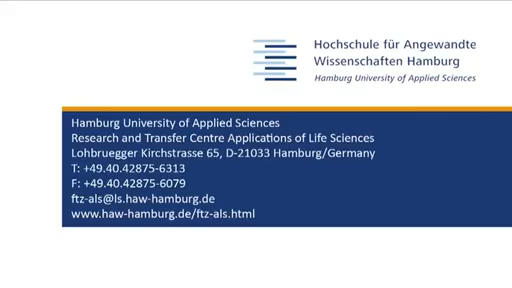 Hochschule für Angewandte
Wissenschaften Hamburg
Hamburg University of Applied Sciences
Hamburg University of Applied Sciences
Research and Transfer Centre Applications of Life Sciences
Lohbruegger Kirchstrasse 65, D-21033 Hamburg/Germany
T: +49.40.42875-6313
F: +49.40.42875-6079
ftz-als@ls.haw-hamburg.de
www.haw-hamburg.de/ftz-als.html